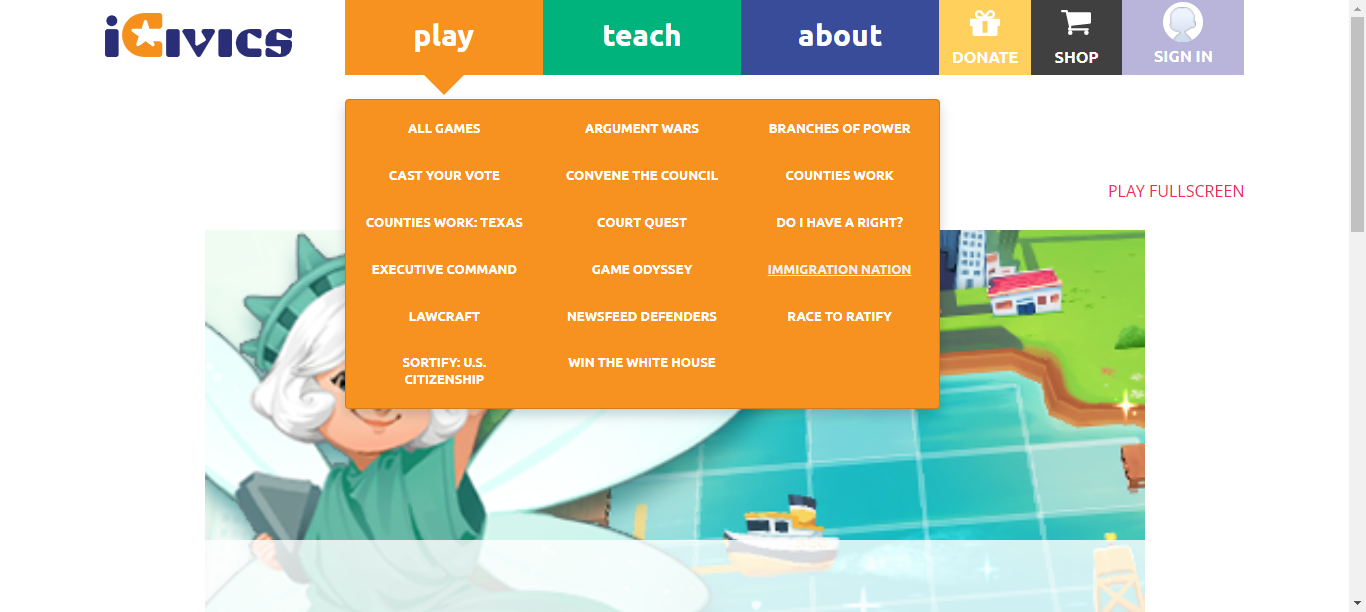 iCIVICS
play
teach
about
DONATE
SHOP
SIGN IN
ALL GAMES
ARGUMENT WARS
BRANCHES OF POWER
CAST YOUR VOTE
CONVENE THE COUNCIL
COUNTIES WORK
COUNTIES WORK: TEXAS
COURT QUEST
DO I HAVE A RIGHT?
EXECUTIVE COMMAND
GAME ODYSSEY
IMMIGRATION NATION
LAWCRAFT
NEWSFEED DEFENDERS
RACE TO RATIFY
SORTIFY: U.S.
CITIZENSHIP
WIN THE WHITE HOUSE
PLAY FULLSCREEN